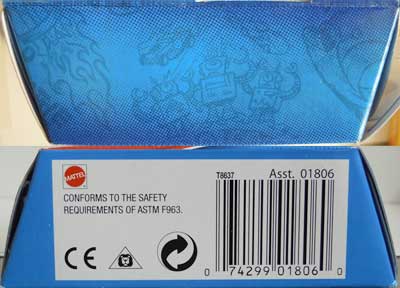 MATTEL
CONFORMS TO THE SAFETY
REQUIREMENTS OF ASTM F963.
CE
T8637
Asst. 01806
0 74299 01806 0